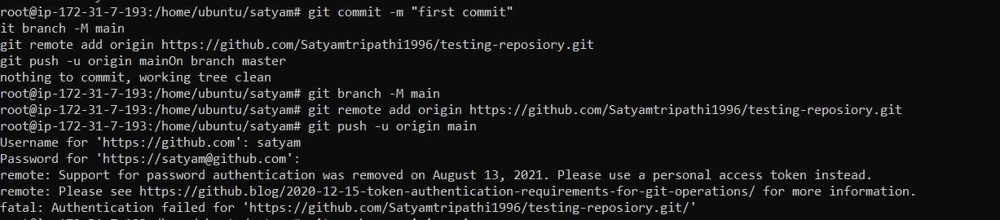 root@ip-172-31-7-193:/home/ubuntu/satyam# git commit -m "first commit"
it branch -M main
git remote add origin https://github.com/Satyamtripathi1996/testing-reposiory.git
git push -u origin mainOn branch master
nothing to commit, working tree clean
root@ip-172-31-7-193:/home/ubuntu/satyam# git branch -M main
root@ip-172-31-7-193:/home/ubuntu/satyam# git remote add origin https://github.com/Satyamtripathi1996/testing-reposiory.git
root@ip-172-31-7-193:/home/ubuntu/satyam# git push -u origin main
Username for 'https://github.com': satyam
Password for 'https://satyam@github.com':
remote: Support for password authentication was removed on August 13, 2021. Please use a personal access token instead.
remote: Please see https://github.blog/2020-12-15-token-authentication-requirements-for-git-operations/ for more information.
fatal: Authentication failed for 'https://github.com/Satyamtripathi1996/testing-reposiory.git/'